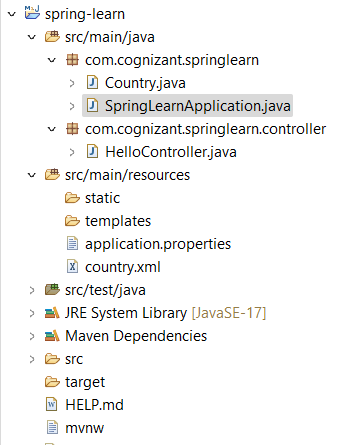 spring-learn
src/main/java
com.cognizant.springlearn
Country.java
SpringLearnApplication.java
com.cognizant.springlearn.controller
HelloController.java
src/main/resources
static
templates
application.properties
country.xml
src/test/java
JRE System Library [JavaSE-17]
Maven Dependencies
src
target
HELP.md
mvnw